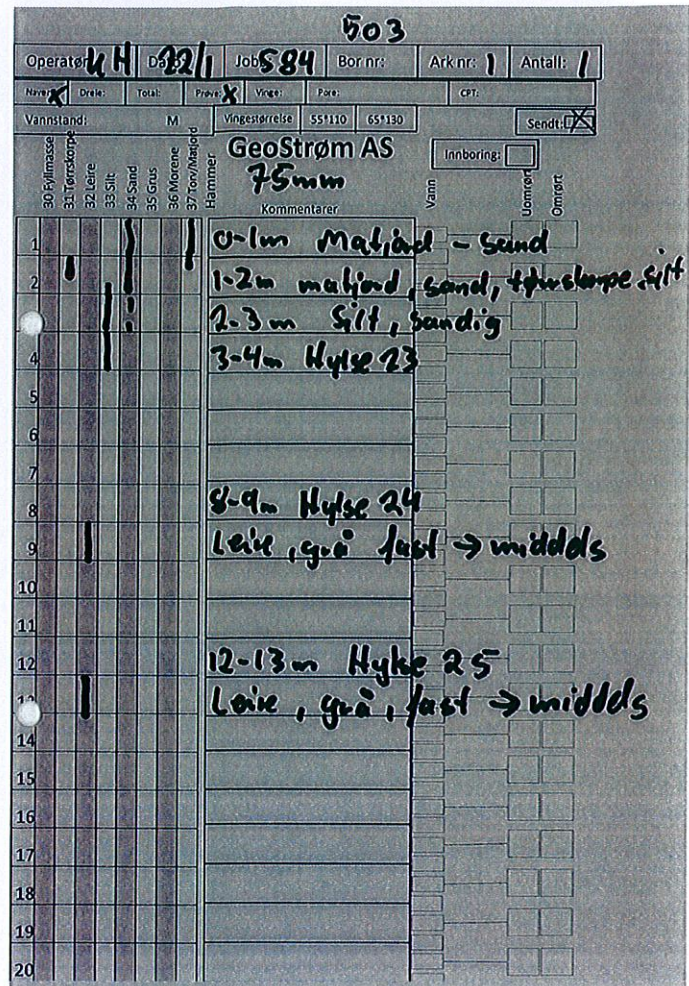 503
Operatør: KH Dato: 22/1 Jobb: 584 Bor nr: Ark nr: 1 Antall: 1
Naver: X Dreie: Total: Prøve: X Vinge: Pore: CPT:
Vannstand: M Vingestørrelse 55*110 65*130 Sendt: X
GeoStrøm AS Innboring:
75mm
30 Fyllmasse
31 Tørrskorpe
32 Leire
33 Silt
34 Sand
35 Grus
36 Morene
37 Torv/Masjord
Hammer
Kommentarer
Vann
Uomrørt
Omrørt
1 0-1m Matjord - sand
2 1-2m matjord, sand, tørrskorpe silt
2-3m Silt, sandig
4 3-4m Hylse 23
5
6
7
8 8-9m Hylse 24
9 Leire, grå fast → middels
10
11
12 12-13m Hylse 25
13 Leire, grå, fast → middels
14
15
16
17
18
19
20